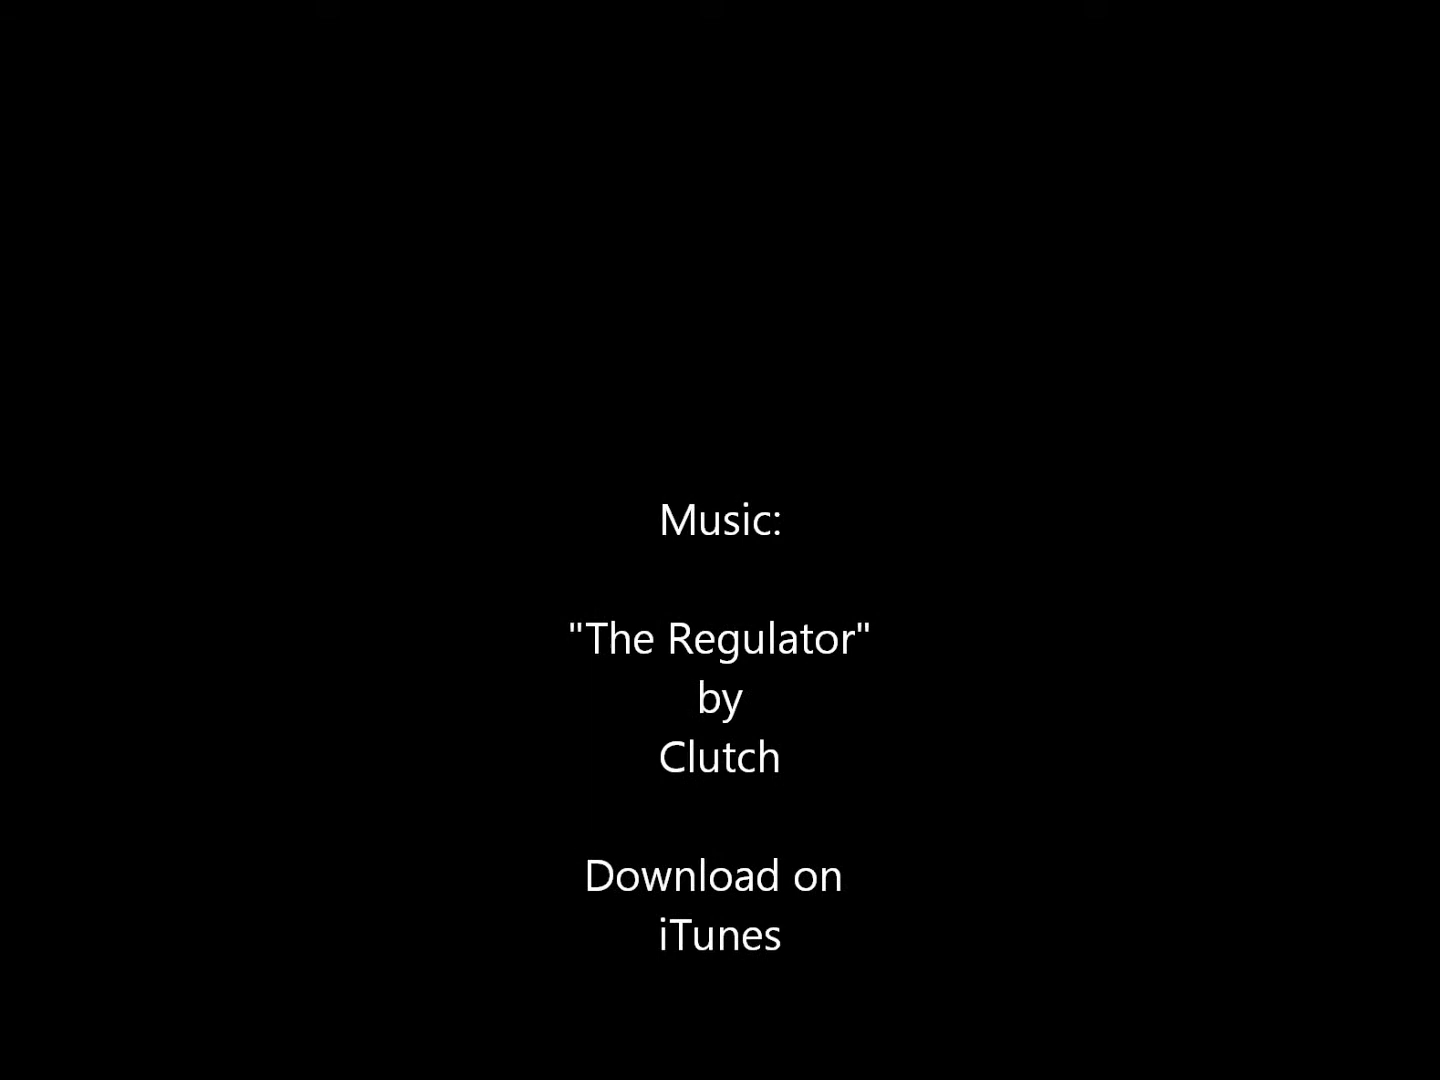 Music:
"The Regulator"
by
Clutch
Download on
iTunes